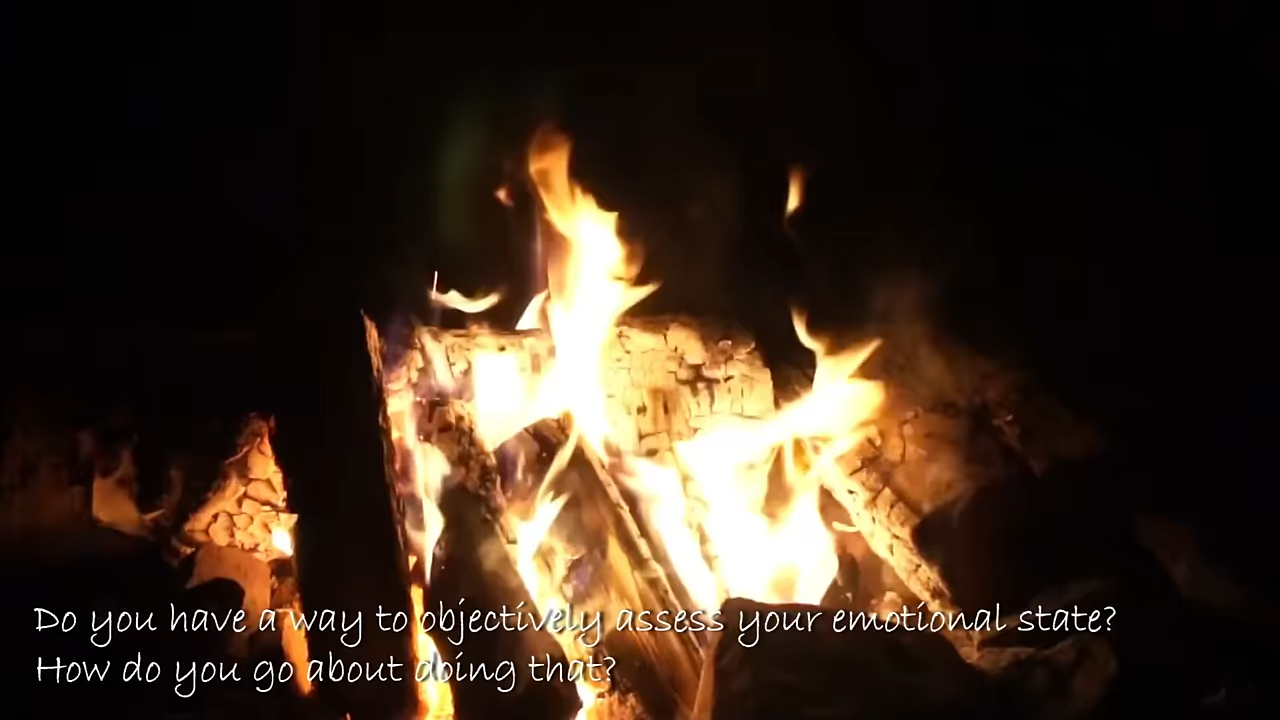 Do you have a way to objectively assess your emotional state?
How do you go about doing that?